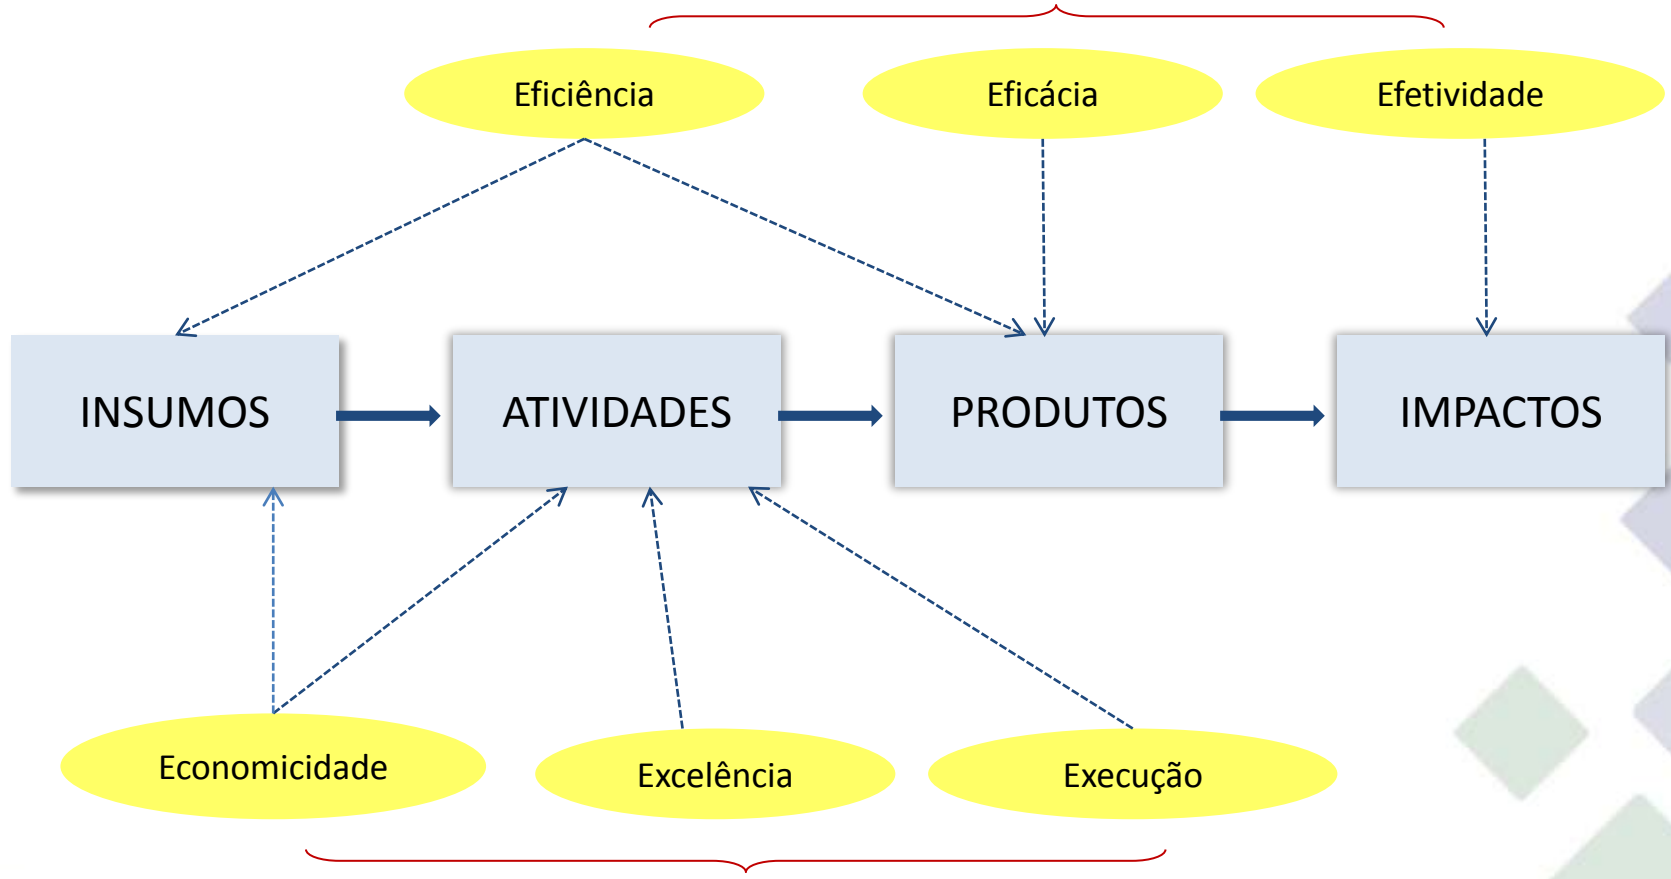 Eficiência
Eficácia
Efetividade
INSUMOS
ATIVIDADES
PRODUTOS
IMPACTOS
Economicidade
Excelência
Execução